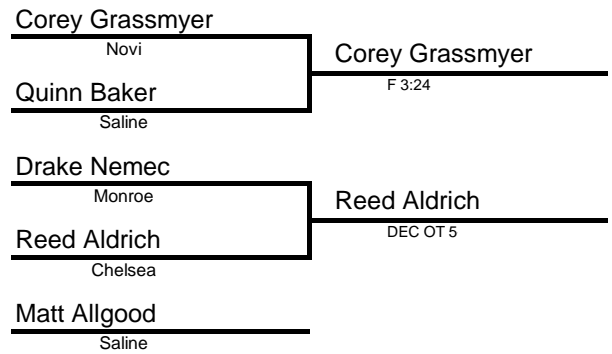 Corey Grassmyer
Novi
Corey Grassmyer
F 3:24
Quinn Baker
Saline
Drake Nemec
Monroe
Reed Aldrich
DEC OT 5
Reed Aldrich
Chelsea
Matt Allgood
Saline